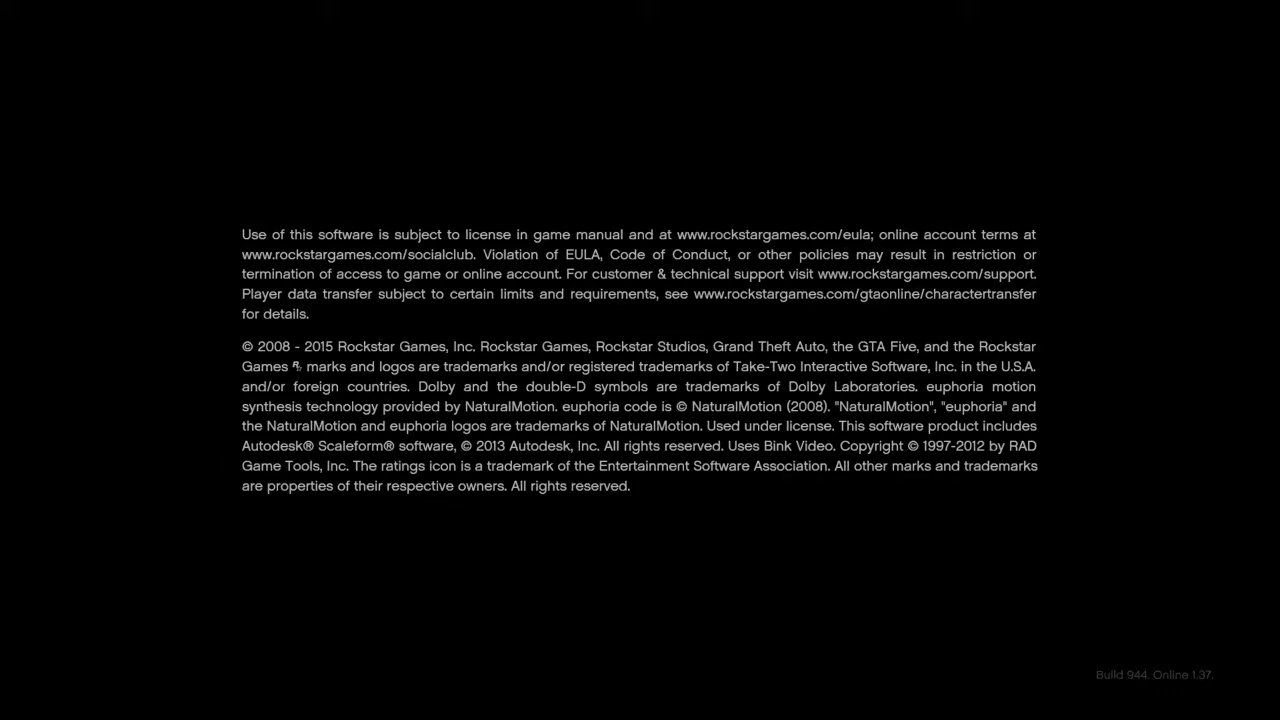 Use of this software is subject to license in game manual and at www.rockstargames.com/eula; online account terms at
www.rockstargames.com/socialclub. Violation of EULA, Code of Conduct, or other policies may result in restriction or
termination of access to game or online account. For customer & technical support visit www.rockstargames.com/support.
Player data transfer subject to certain limits and requirements, see www.rockstargames.com/gtaonline/charactertransfer
for details.
© 2008 - 2015 Rockstar Games, Inc. Rockstar Games, Rockstar Studios, Grand Theft Auto, the GTA Five, and the Rockstar
Games R* marks and logos are trademarks and/or registered trademarks of Take-Two Interactive Software, Inc. in the U.S.A.
and/or foreign countries. Dolby and the double-D symbols are trademarks of Dolby Laboratories. euphoria motion
synthesis technology provided by NaturalMotion. euphoria code is © NaturalMotion (2008). "NaturalMotion", "euphoria" and
the NaturalMotion and euphoria logos are trademarks of NaturalMotion. Used under license. This software product includes
Autodesk® Scaleform® software, © 2013 Autodesk, Inc. All rights reserved. Uses Bink Video. Copyright © 1997-2012 by RAD
Game Tools, Inc. The ratings icon is a trademark of the Entertainment Software Association. All other marks and trademarks
are properties of their respective owners. All rights reserved.
Build 944. Online 1.37.